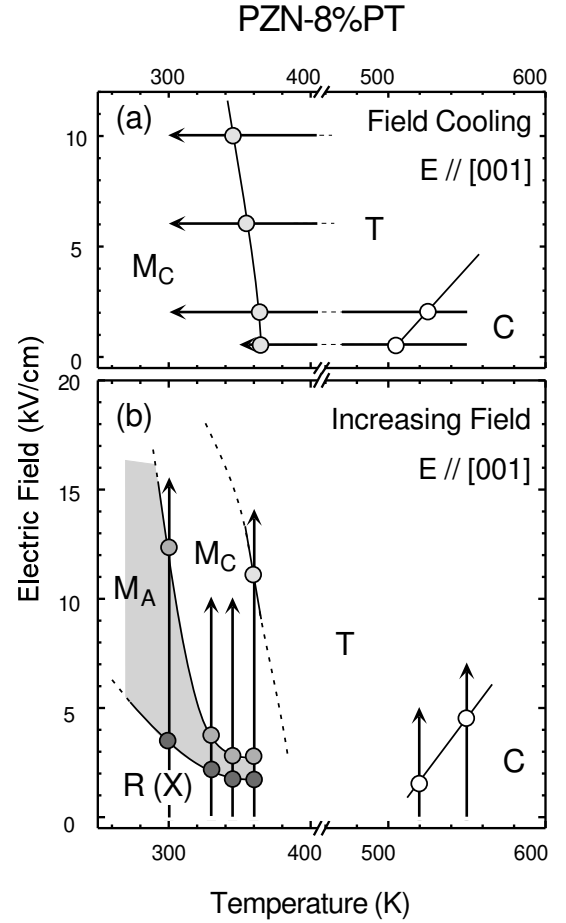 PZN-8%PT
300 400 500 600
(a) Field Cooling
E // [001]
10
T
5
M_C
C
0
Electric Field (kV/cm)
20
(b) Increasing Field
E // [001]
15
M_C
M_A
10
T
5
C
R (X)
0
300 400 500 600
Temperature (K)